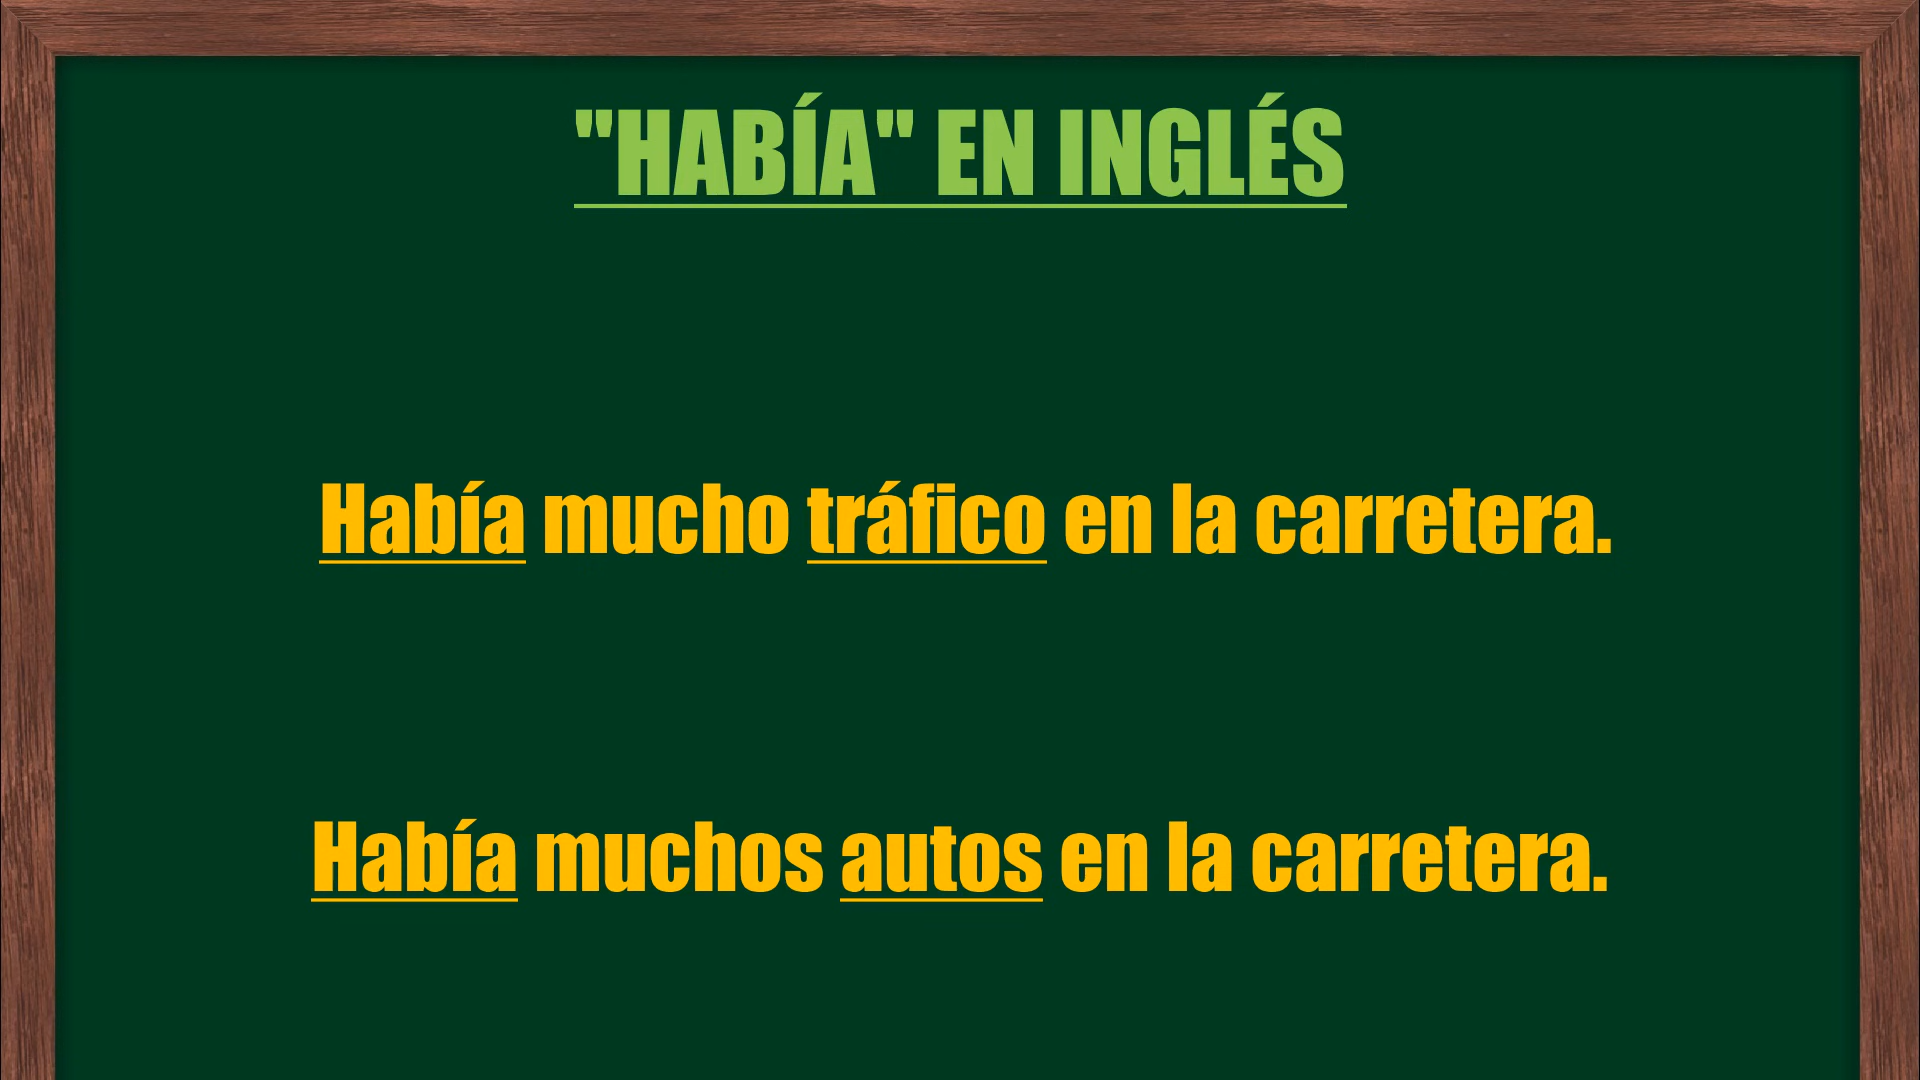 "HABÍA" EN INGLÉS
Había mucho tráfico en la carretera.
Había muchos autos en la carretera.